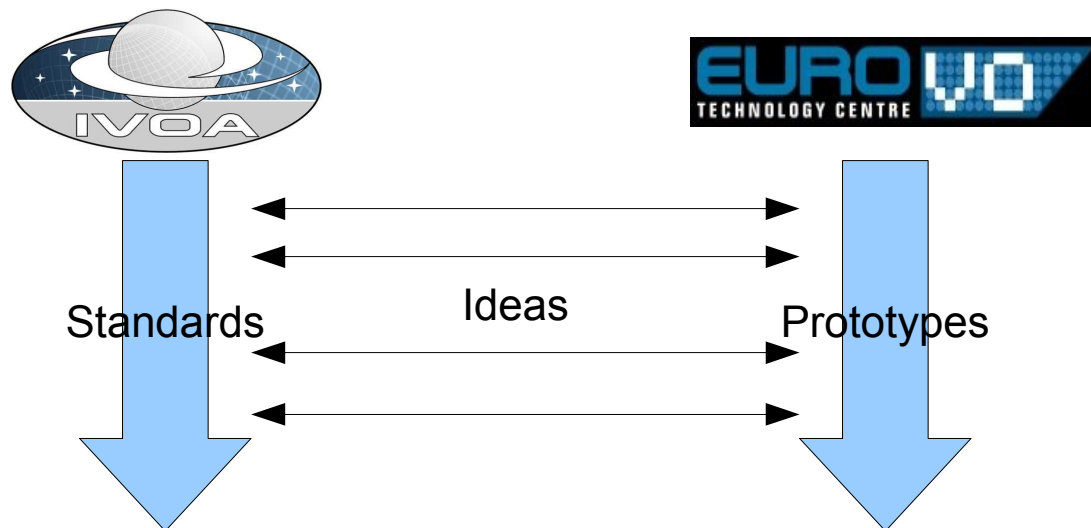 IVOA
EURO VO
TECHNOLOGY CENTRE
Standards
Ideas
Prototypes